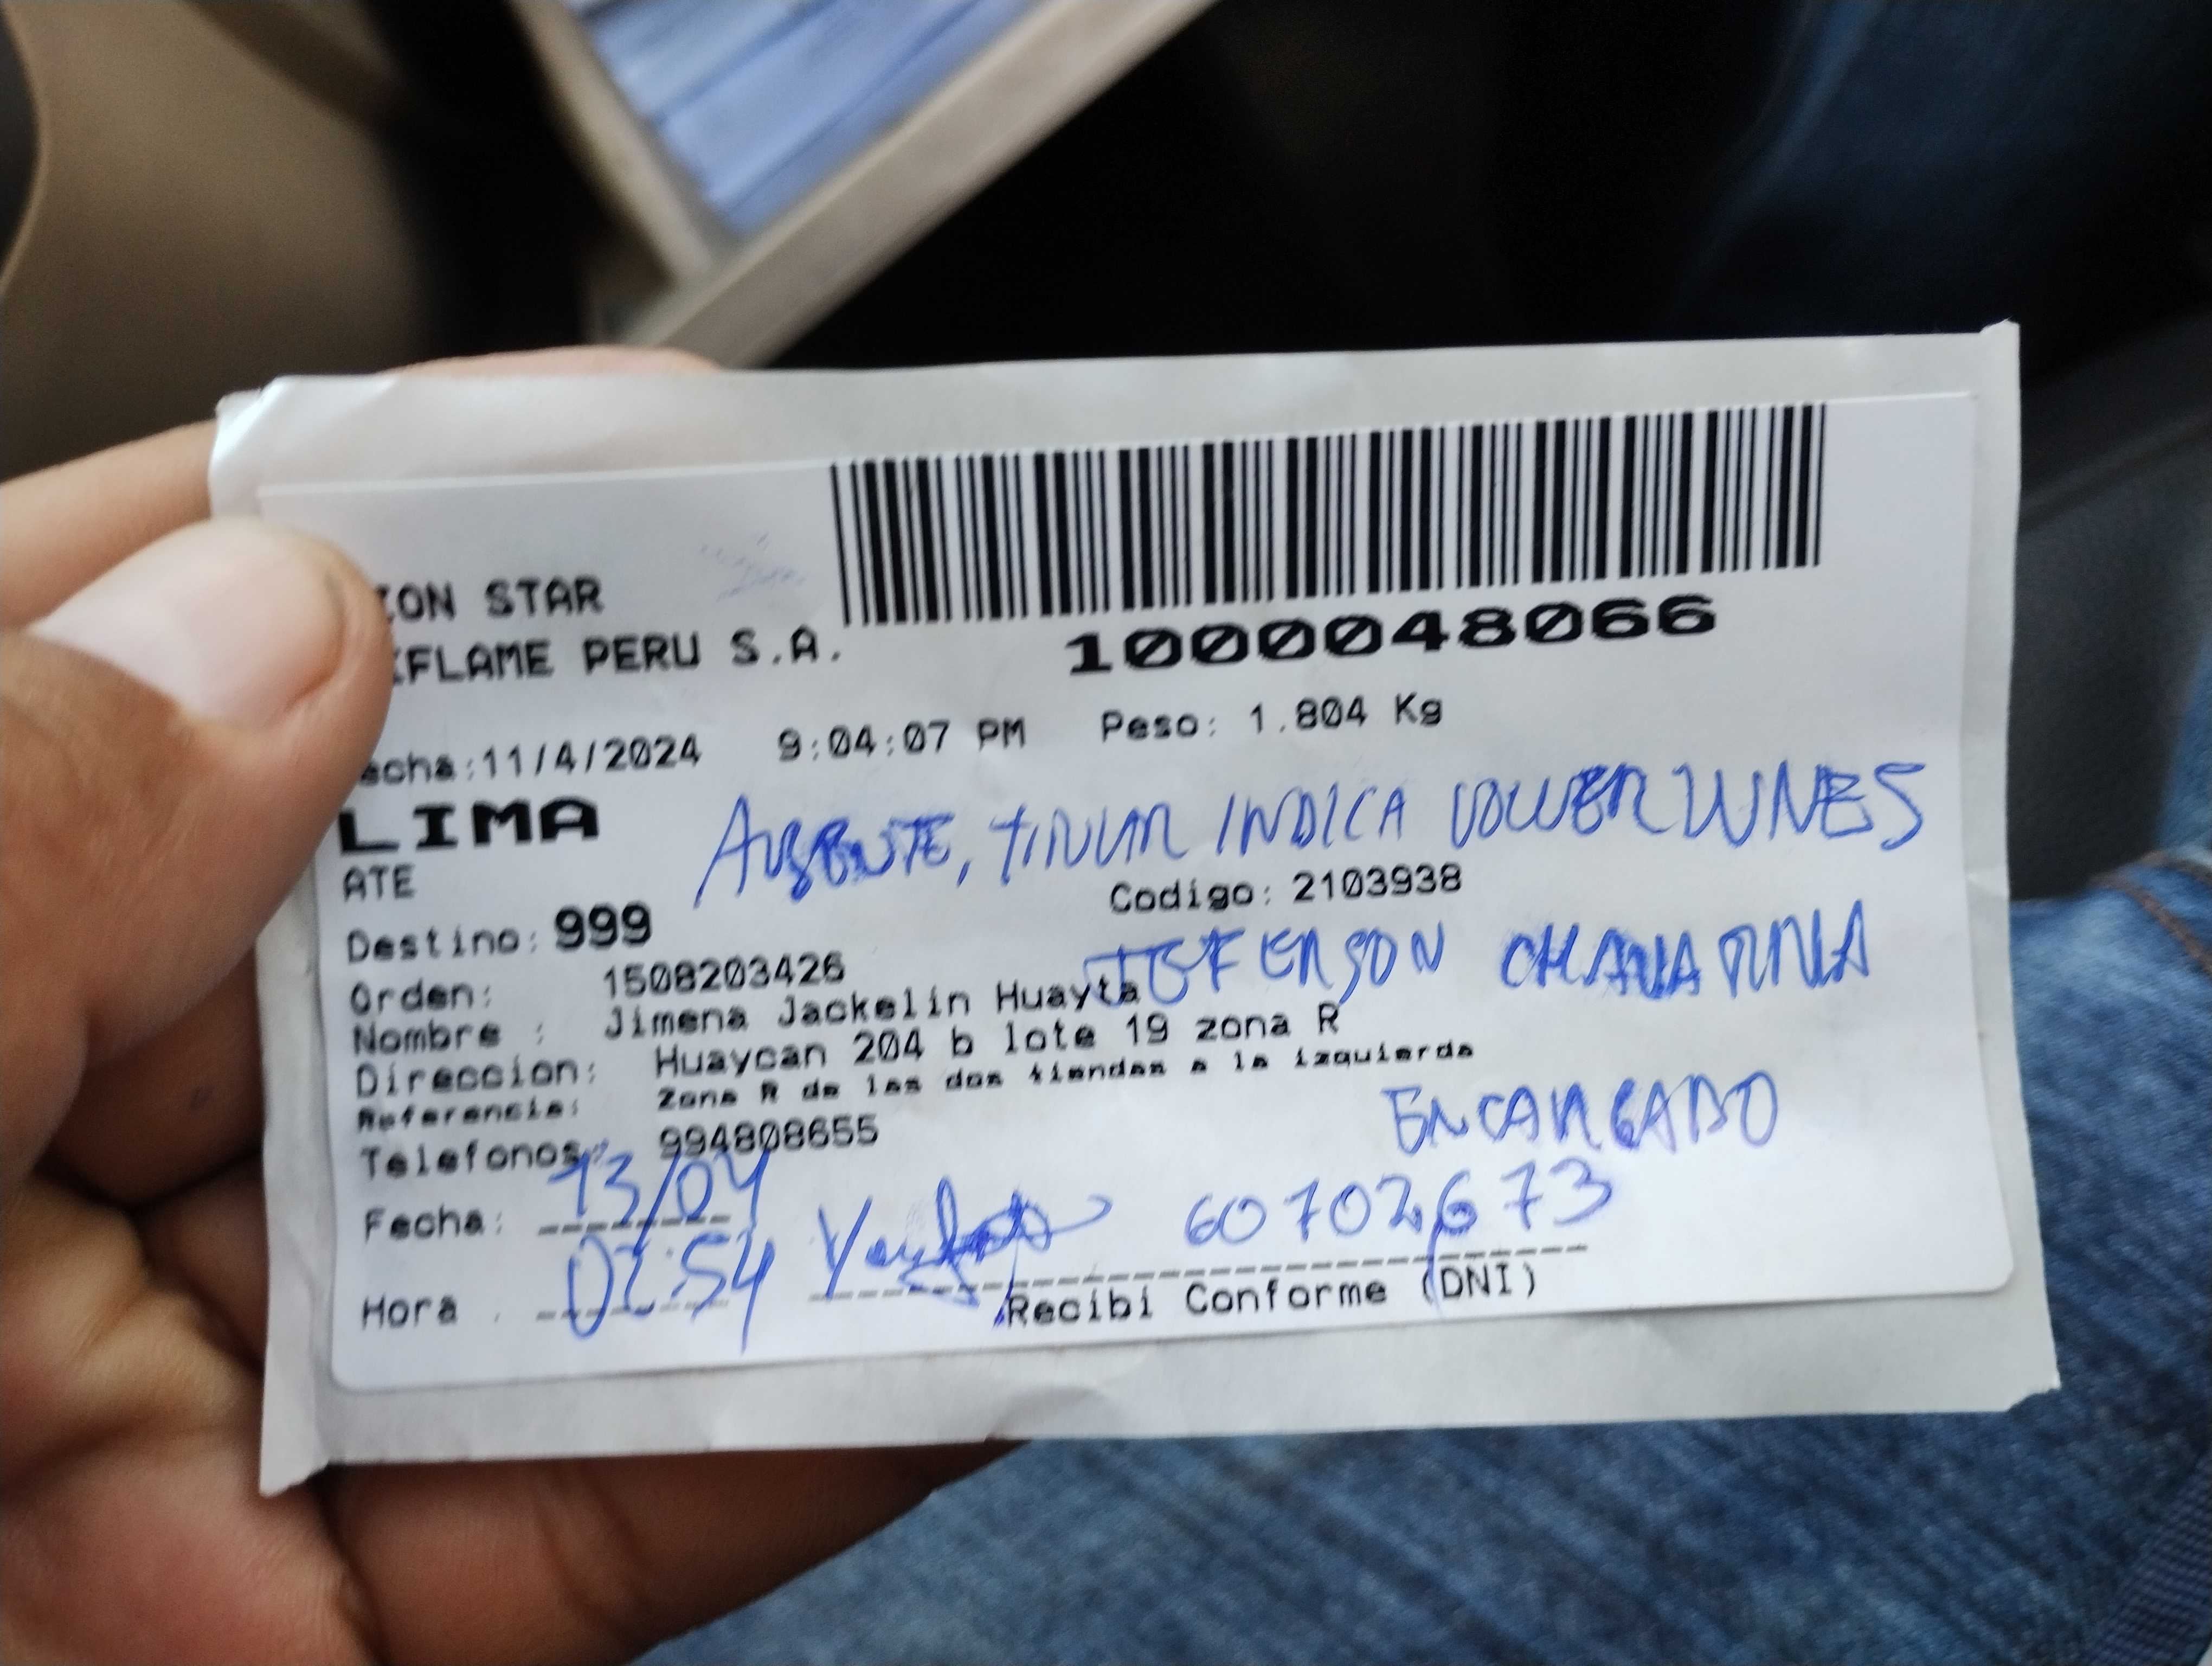 ION STAR
IFLAME PERU S.A.
1000048066
echa:11/4/2024 9:04:07 PM Peso: 1.804 Kg
LIMA
AUSENTE, INDICA VOLVER LUNES
ATE
Codigo: 2103938
Destino: 999
JEFERSON
Orden: 1508203426
Nombre : Jimena Jackelin Huayta
Direccion: Huaycan 204 b lote 19 zona R
Referencia: Zona R de las dos tiendas a la izquierda
ENCARGADO
Telefonos: 994808655
Fecha: 13/04
60702673
Hora : 02:54
Recibi Conforme (DNI)